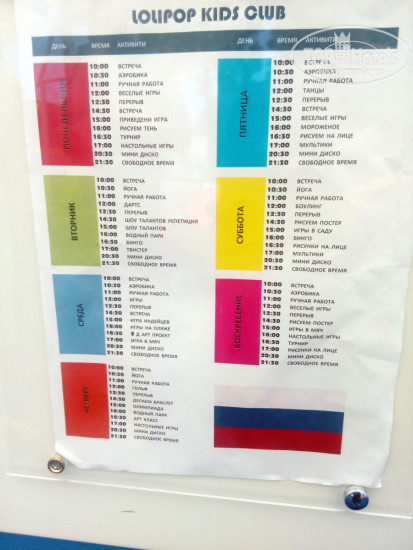 LOLIPOP KIDS CLUB
ДЕНЬ ВРЕМЯ АКТИВИТИ
ПОНЕДЕЛЬНИК
10:00 ВСТРЕЧА
10:30 АЭРОБИКА
11:00 РУЧНАЯ РАБОТА
12:00 ВЕСЕЛЫЕ ИГРЫ
12:30 ПЕРЕРЫВ
14:30 ВСТРЕЧА
15:00 ПРИВЕДЕНИ ИГРА
16:00 РИСУЕМ ТЕНЬ
16:30 ТУРНИР
17:00 НАСТОЛЬНЫЕ ИГРЫ
20:30 МИНИ ДИСКО
21:30 СВОБОДНОЕ ВРЕМЯ
ВТОРНИК
10:00 ВСТРЕЧА
10:30 ЙОГА
11:00 РУЧНАЯ РАБОТА
12:00 ДАРТС
12:30 ПЕРЕРЫВ
14:30 ШОУ ТАЛАНТОВ РЕПЕТИЦИЯ
15:00 ШОУ ТАЛАНТОВ
16:00 ВОДНЫЙ ПАРК
16:30 БИНГО
17:00 ТВИСТЕР
20:30 МИНИ ДИСКО
21:30 СВОБОДНОЕ ВРЕМЯ
СРЕДА
10:00 ВСТРЕЧА
10:30 АЭРОБИКА
11:00 РУЧНАЯ РАБОТА
12:00 ИГРЫ
12:30 ПЕРЕРЫВ
14:30 ВСТРЕЧА
15:00 ИГРА ИНДЕЙЦЕВ
16:00 ИГРЫ НА ПЛЯЖЕ
16:30 3 Д АРТ ПРОЕКТ
17:00 ИГРА В МЯЧ
20:30 МИНИ ДИСКО
21:30 СВОБОДНОЕ ВРЕМЯ
ЧЕТВЕРГ
10:00 ВСТРЕЧА
10:30 ЙОГА
11:00 РУЧНАЯ РАБОТА
12:00 ГОЛЬФ
12:30 ПЕРЕРЫВ
14:30 ДЕЛАЕМ БРАСЛЕТ
15:00 ОЛИМПИАДА
16:00 ВОДНЫЙ ПАРК
16:30 АРТ КЛАСС
17:00 НАСТОЛЬНЫЕ ИГРЫ
20:30 МИНИ ДИСКО
21:30 СВОБОДНОЕ ВРЕМЯ
ДЕНЬ ВРЕМЯ АКТИВИТИ
ПЯТНИЦА
10:00 ВСТРЕЧА
10:30 АЭРОБИКА
11:00 РУЧНАЯ РАБОТА
12:00 ТАНЦЫ
12:30 ПЕРЕРЫВ
14:30 ВСТРЕЧА
15:00 ВЕСЕЛЫЕ ИГРЫ
16:00 МОРОЖЕНОЕ
16:30 РИСУЕМ НА ЛИЦЕ
17:00 МУЛЬТИКИ
20:30 МИНИ ДИСКО
21:30 СВОБОДНОЕ ВРЕМЯ
СУББОТА
10:00 ВСТРЕЧА
10:30 ЙОГА
11:00 РУЧНАЯ РАБОТА
12:00 БОУЛИНГ
12:30 ПЕРЕРЫВ
14:30 РИСУЕМ ПОСТЕР
15:00 ИГРЫ В САДУ
16:00 БИНГО
16:30 РИСУНКИ НА ЛИЦЕ
17:00 МУЛЬТИКИ
20:30 МИНИ ДИСКО
21:30 СВОБОДНОЕ ВРЕМЯ
ВОСКРЕСЕНИЕ
10:00 ВСТРЕЧА
10:30 АЭРОБИКА
11:00 РУЧНАЯ РАБОТА
12:00 ВЕСЕЛЫЕ ИГРЫ
12:30 ПЕРЕРЫВ
14:30 РИСУЕМ ПОСТЕР
15:00 ИГРЫ В МЯЧ
16:00 НАСТОЛЬНЫЕ ИГРЫ
16:30 ТУРНИР
17:00 РИСУНКИ НА ЛИЦЕ
20:30 МИНИ ДИСКО
21:30 СВОБОДНОЕ ВРЕМЯ